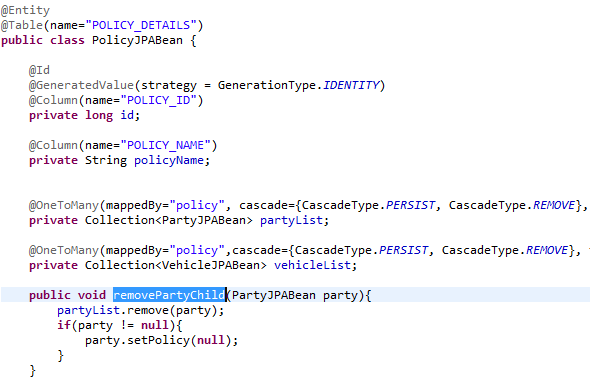 @Entity
@Table(name="POLICY_DETAILS")
public class PolicyJPABean {
@Id
@GeneratedValue(strategy = GenerationType.IDENTITY)
@Column(name="POLICY_ID")
private long id;
@Column(name="POLICY_NAME")
private String policyName;
@OneToMany(mappedBy="policy", cascade={CascadeType.PERSIST, CascadeType.REMOVE},
private Collection<PartyJPABean> partyList;
@OneToMany(mappedBy="policy",cascade={CascadeType.PERSIST, CascadeType.REMOVE},
private Collection<VehicleJPABean> vehicleList;
public void removePartyChild(PartyJPABean party){
partyList.remove(party);
if(party != null){
party.setPolicy(null);
}
}